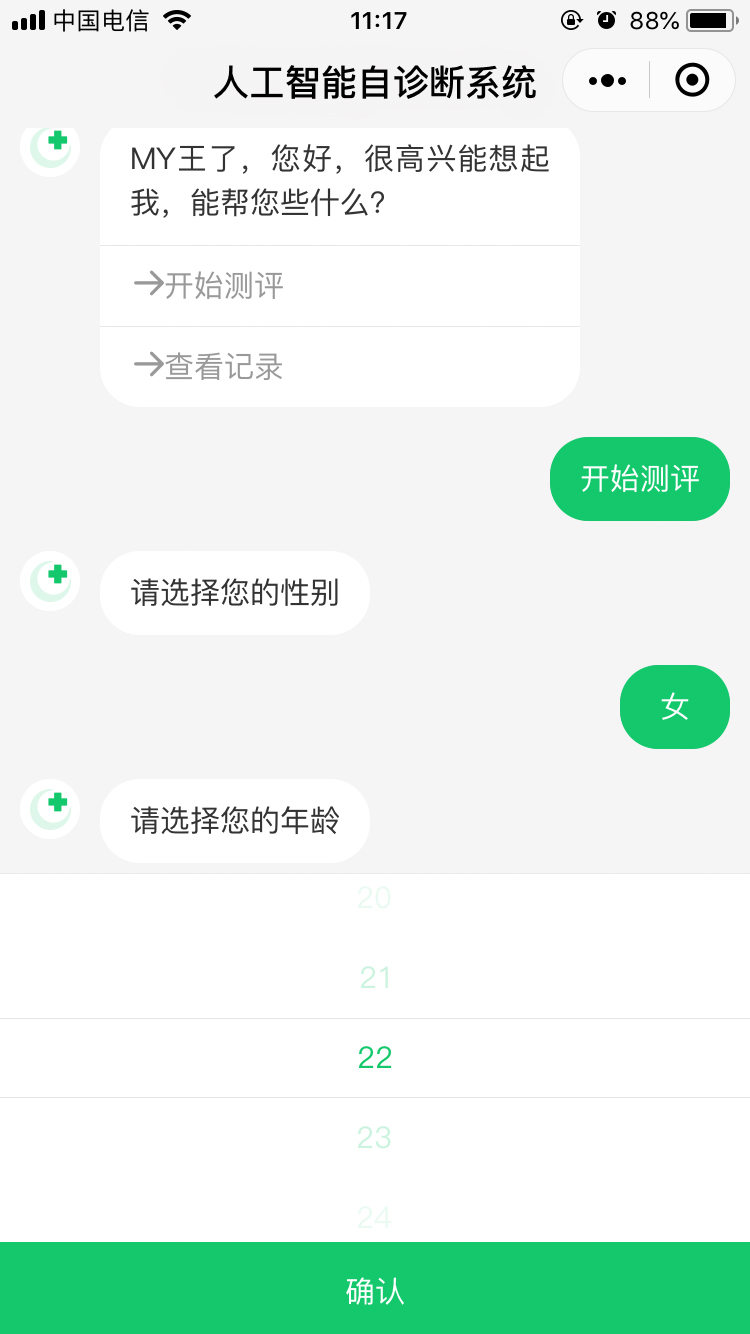 中国电信
11:17
88%
人工智能自诊断系统
MY王了，您好，很高兴能想起
我，能帮您些什么?
→开始测评
→查看记录
开始测评
请选择您的性别
女
请选择您的年龄
20
21
22
23
24
确认